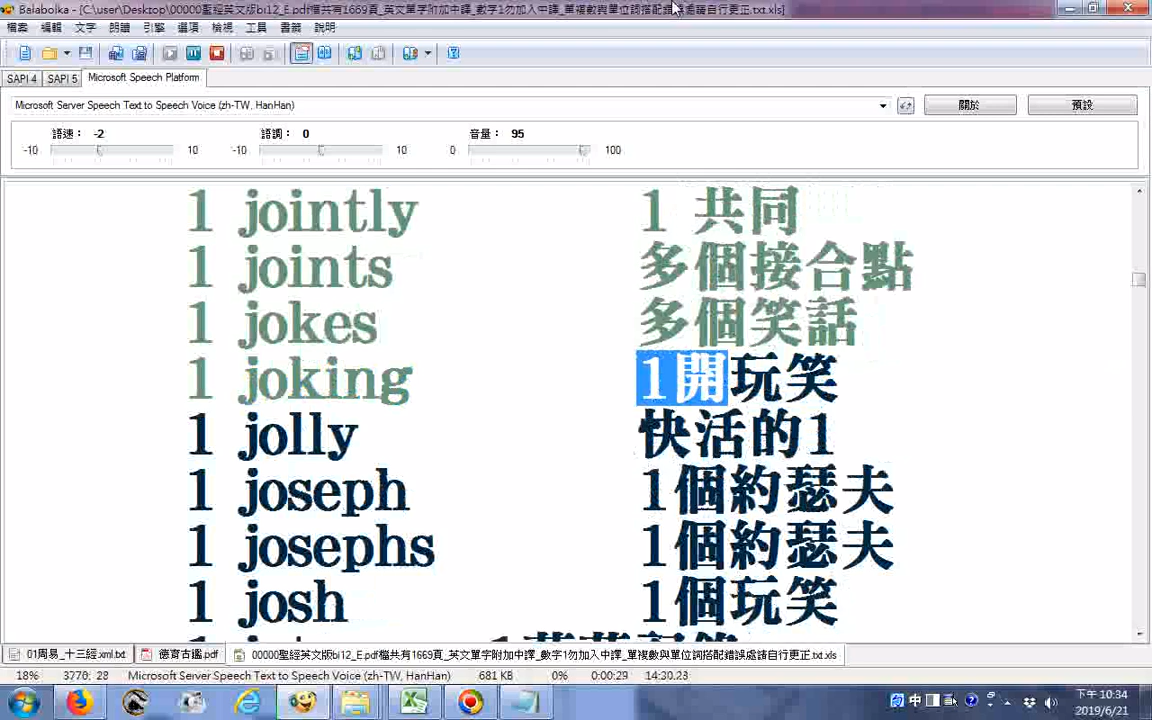 Balabolka - [C:\user\Desktop\00000聖經英文版bi12_E.pdf檔共有1669頁_英文單字附加中譯_數字1勿加入中譯_單複數與單位詞搭配錯誤處請自行更正.txt.xls]
檔案 編輯 文字 朗讀 引擎 選項 檢視 工具 書籤 說明
SAPI 4 SAPI 5 Microsoft Speech Platform
Microsoft Server Speech Text to Speech Voice (zh-TW, HanHan) 關於 預設
語速： -2 語調： 0 音量： 95
-10 10 -10 10 0 100
1 jointly 1 共同
1 joints 多個接合點
1 jokes 多個笑話
1 joking 1開玩笑
1 jolly 快活的1
1 joseph 1個約瑟夫
1 josephs 1個約瑟夫
1 josh 1個玩笑
01周易_十三經.xml.txt 德育古鑑.pdf 00000聖經英文版bi12_E.pdf檔共有1669頁_英文單字附加中譯_數字1勿加入中譯_單複數與單位詞搭配錯誤處請自行更正.txt.xls
18% 3770: 28 Microsoft Server Speech Text to Speech Voice (zh-TW, HanHan) 681 KB 0% 0:00:29 14:30.23
中 下午 10:34
2019/6/21